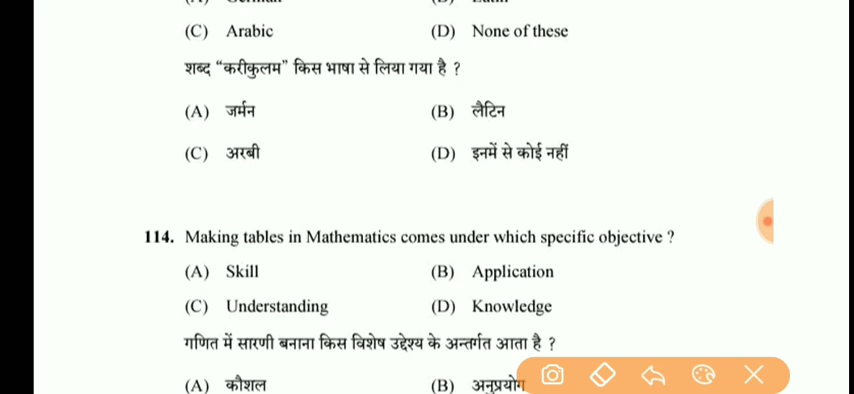 (C) Arabic (D) None of these
शब्द “करीकुलम” किस भाषा से लिया गया है ?
(A) जर्मन (B) लैटिन
(C) अरबी (D) इनमें से कोई नहीं
114. Making tables in Mathematics comes under which specific objective ?
(A) Skill (B) Application
(C) Understanding (D) Knowledge
गणित में सारणी बनाना किस विशेष उद्देश्य के अन्तर्गत आता है ?
(A) कौशल (B) अनुप्रयोग